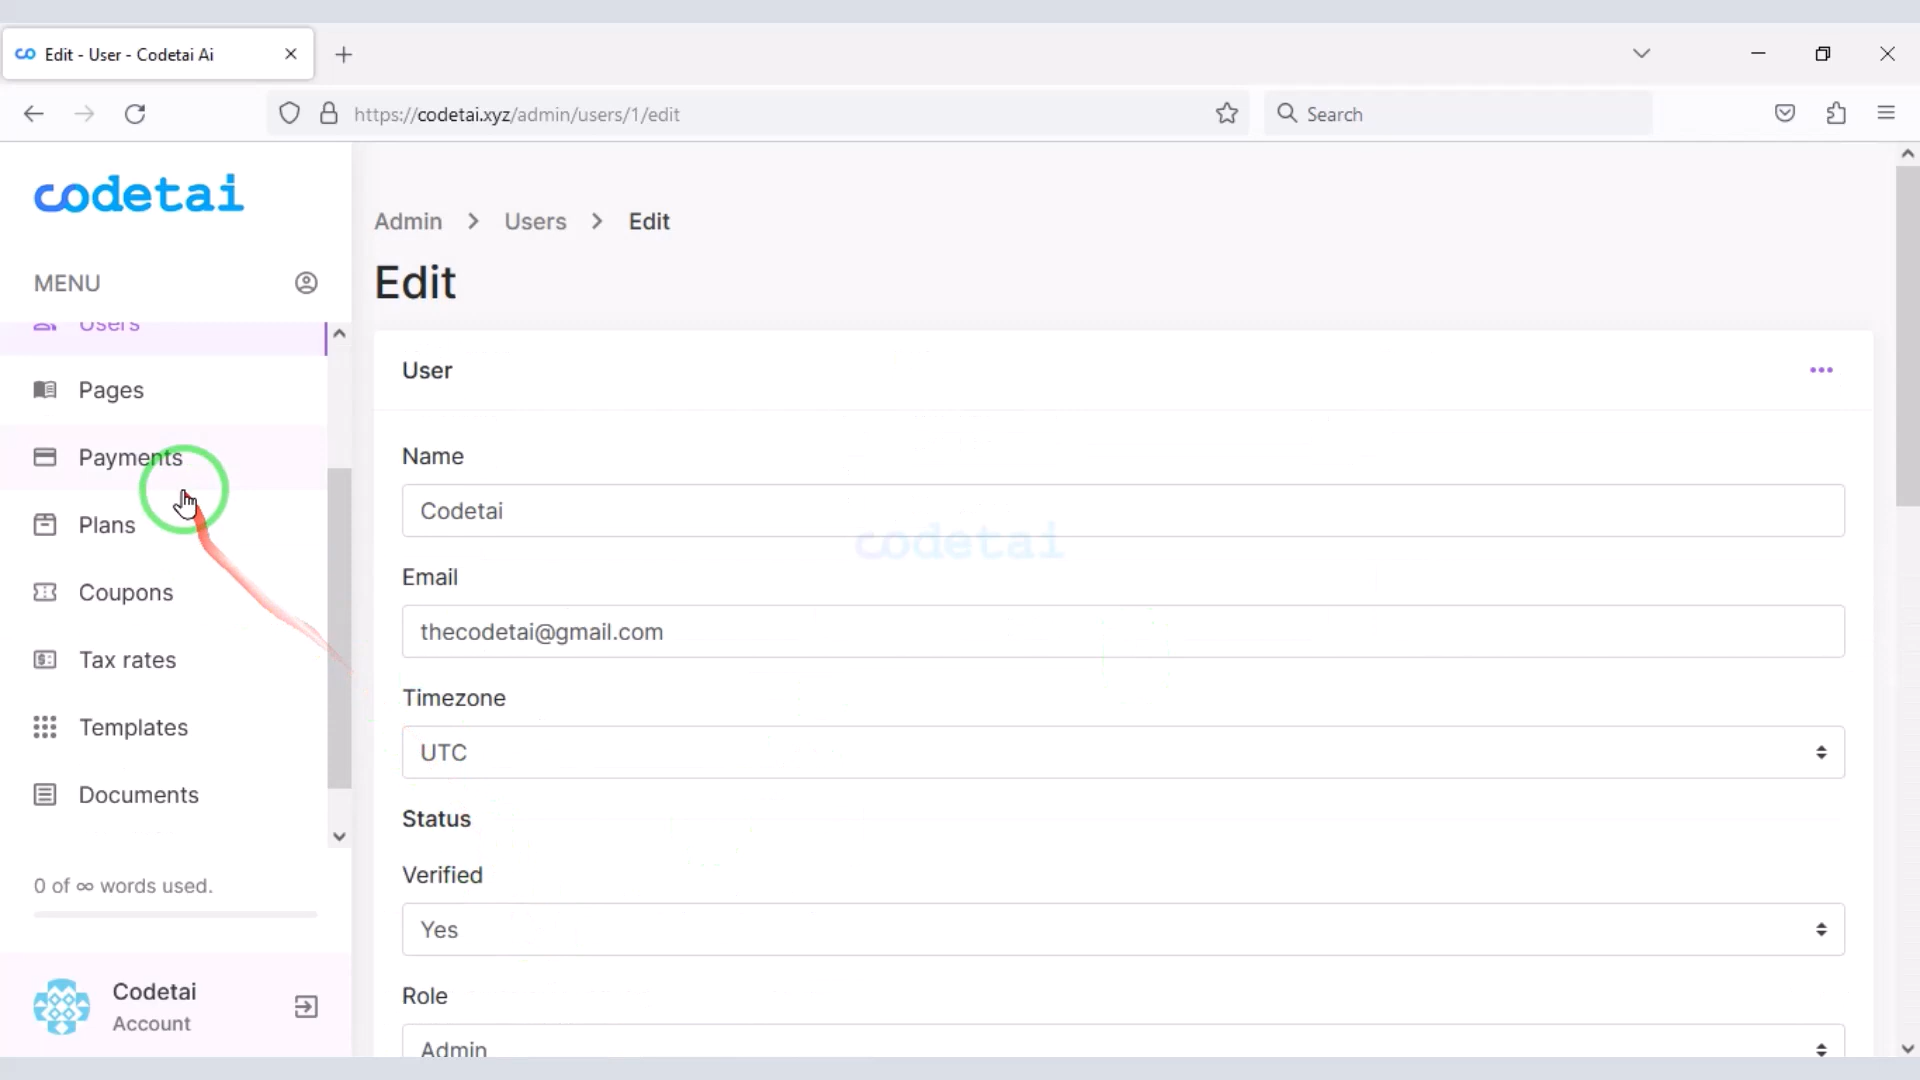 Edit - User - Codetai Ai
https://codetai.xyz/admin/users/1/edit
Search
codetai
MENU
Users
Pages
Payments
Plans
Coupons
Tax rates
Templates
Documents
0 of ∞ words used.
Codetai
Account
Admin > Users > Edit
Edit
User
Name
Codetai
codetai
Email
thecodetai@gmail.com
Timezone
UTC
Status
Verified
Yes
Role
Admin